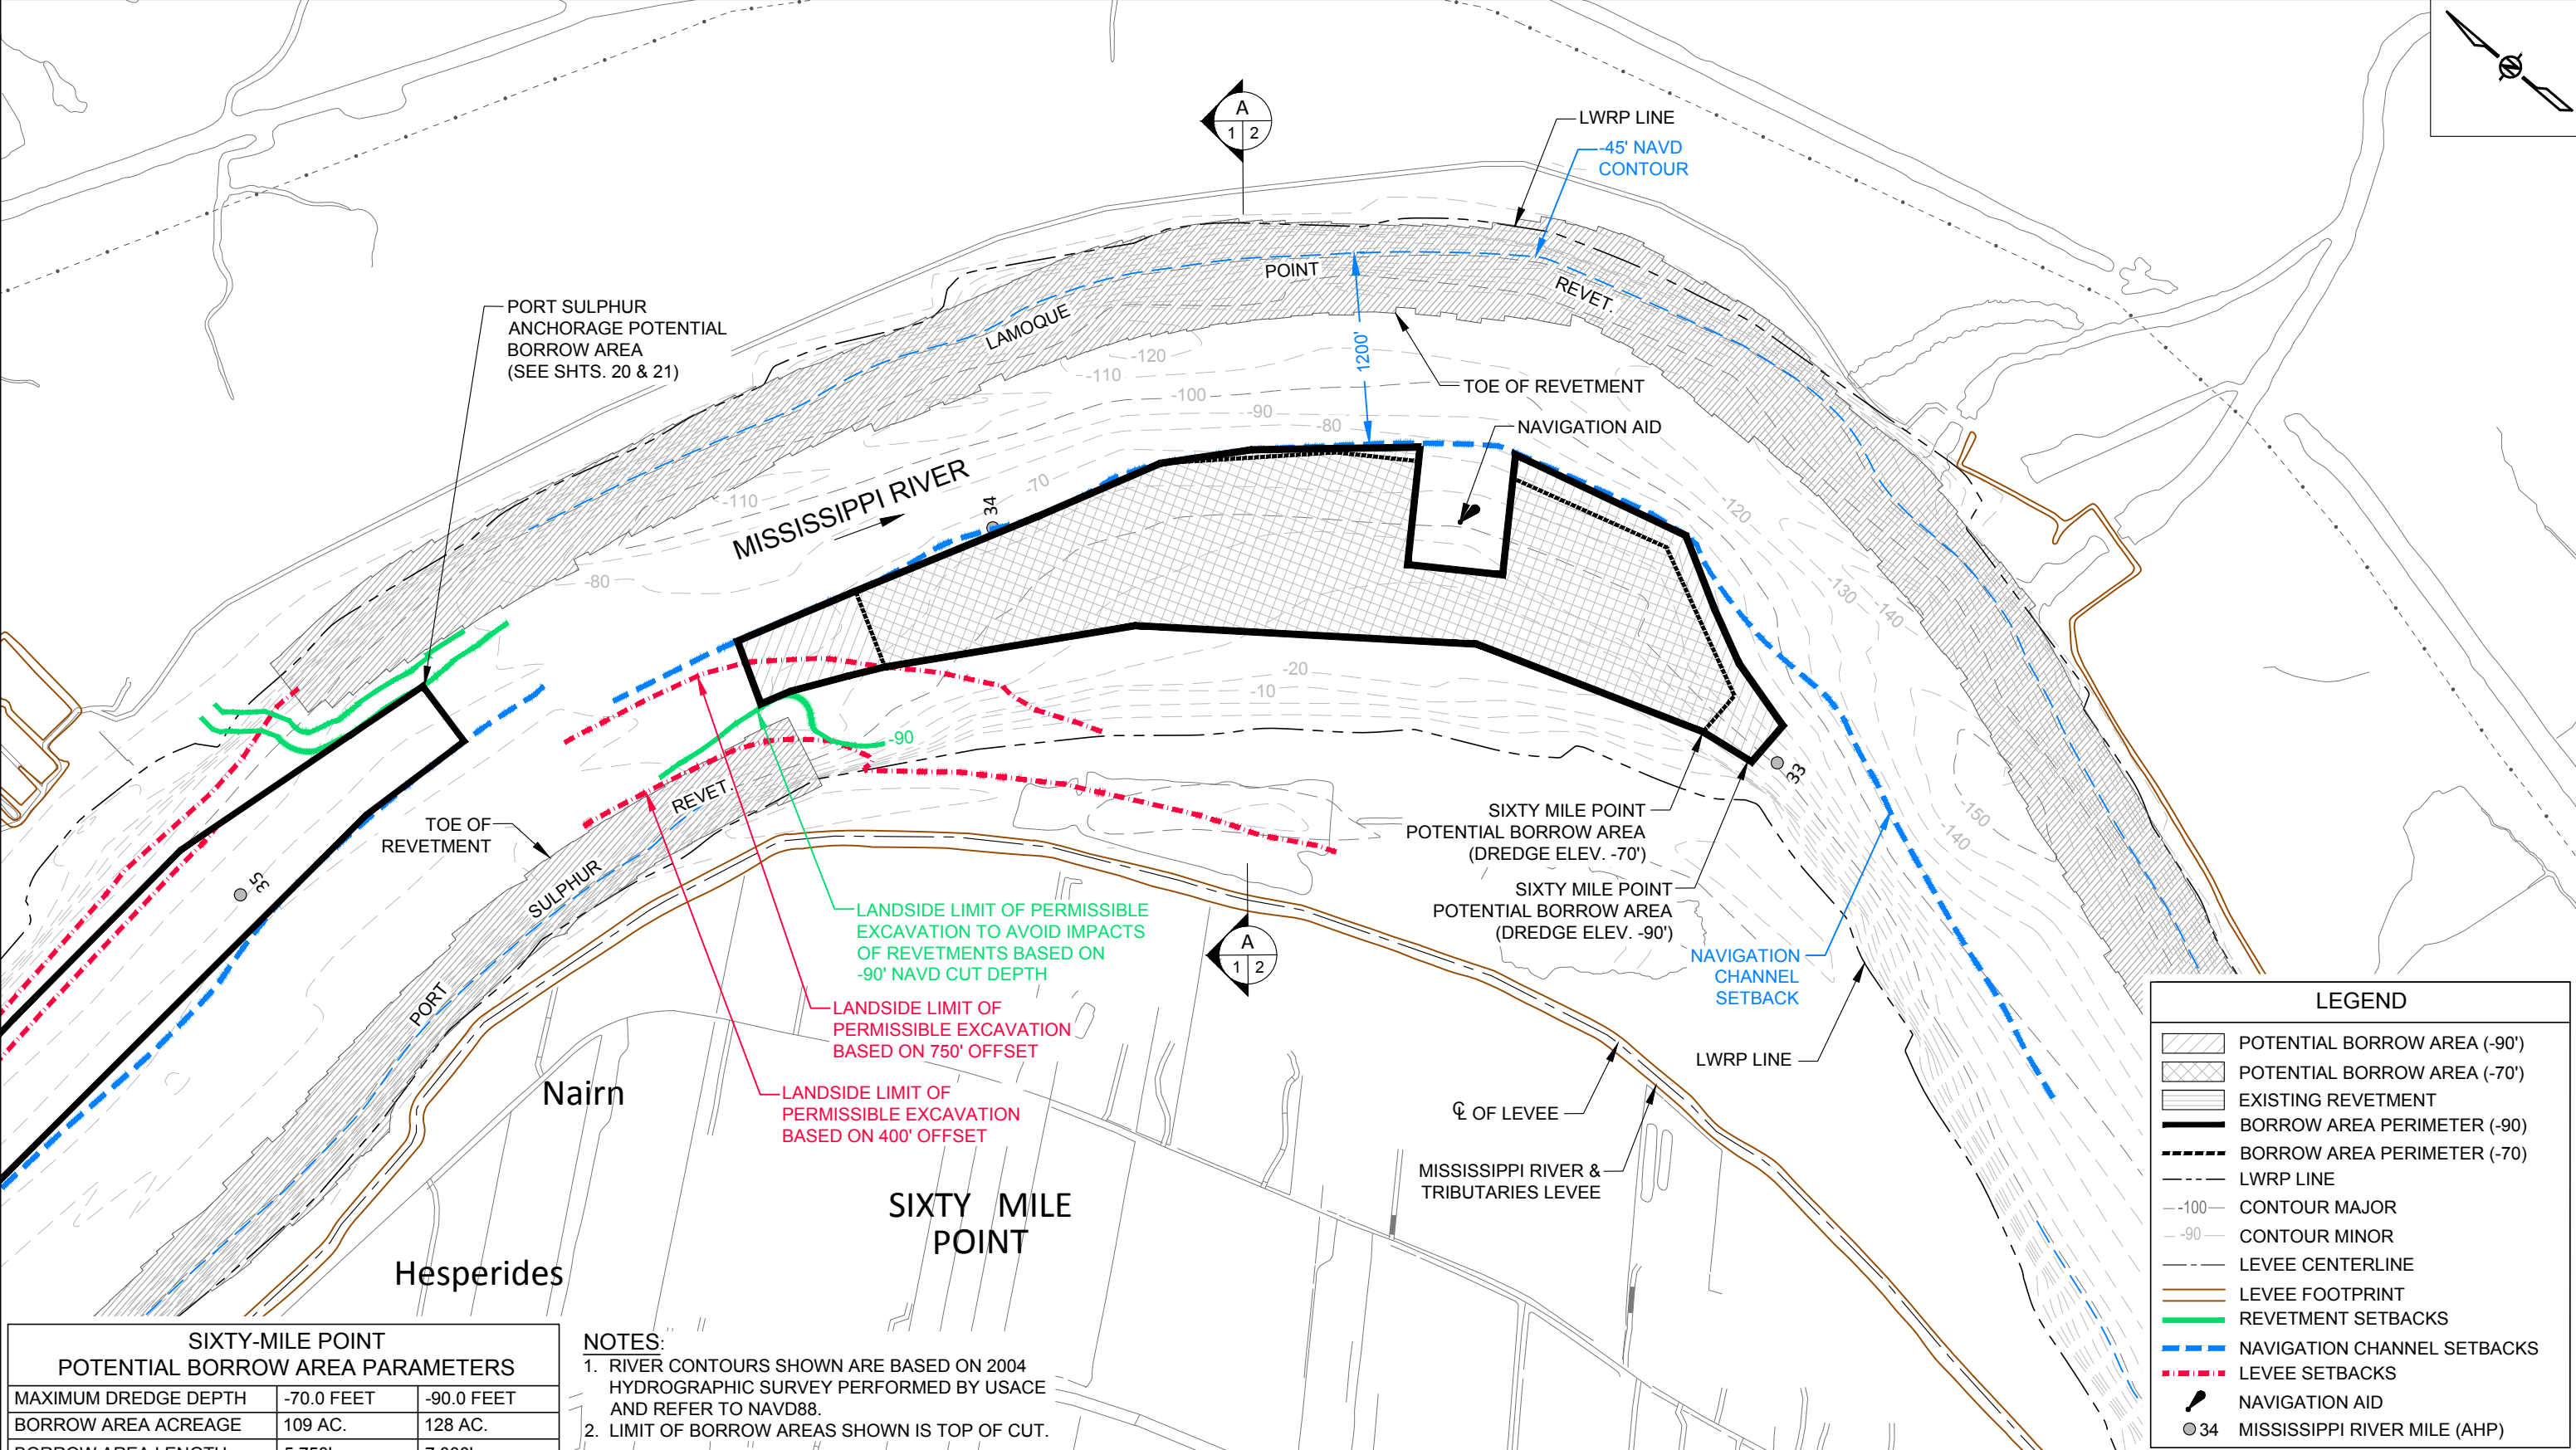 A
1 2
LWRP LINE
-45' NAVD
CONTOUR
PORT SULPHUR
ANCHORAGE POTENTIAL
BORROW AREA
(SEE SHTS. 20 & 21)
LAMOQUE
POINT
REVET.
1200'
-120
-110
-100
-90
-80
-70
TOE OF REVETMENT
NAVIGATION AID
-110
MISSISSIPPI RIVER
34
-80
-120
-130
-140
-20
-10
-90
33
-150
-140
35
TOE OF
REVETMENT
PORT
SULPHUR
REVET.
SIXTY MILE POINT
POTENTIAL BORROW AREA
(DREDGE ELEV. -70')
SIXTY MILE POINT
POTENTIAL BORROW AREA
(DREDGE ELEV. -90')
NAVIGATION
CHANNEL
SETBACK
LANDSIDE LIMIT OF PERMISSIBLE
EXCAVATION TO AVOID IMPACTS
OF REVETMENTS BASED ON
-90' NAVD CUT DEPTH
A
1 2
LANDSIDE LIMIT OF
PERMISSIBLE EXCAVATION
BASED ON 750' OFFSET
LANDSIDE LIMIT OF
PERMISSIBLE EXCAVATION
BASED ON 400' OFFSET
LWRP LINE
℄ OF LEVEE
MISSISSIPPI RIVER &
TRIBUTARIES LEVEE
Nairn
SIXTY MILE
POINT
Hesperides
LEGEND
POTENTIAL BORROW AREA (-90')
POTENTIAL BORROW AREA (-70')
EXISTING REVETMENT
BORROW AREA PERIMETER (-90)
BORROW AREA PERIMETER (-70)
LWRP LINE
-100 CONTOUR MAJOR
-90 CONTOUR MINOR
LEVEE CENTERLINE
LEVEE FOOTPRINT
REVETMENT SETBACKS
NAVIGATION CHANNEL SETBACKS
LEVEE SETBACKS
NAVIGATION AID
34 MISSISSIPPI RIVER MILE (AHP)
SIXTY-MILE POINT
POTENTIAL BORROW AREA PARAMETERS
MAXIMUM DREDGE DEPTH -70.0 FEET -90.0 FEET
BORROW AREA ACREAGE 109 AC. 128 AC.
BORROW AREA LENGTH
NOTES:
1. RIVER CONTOURS SHOWN ARE BASED ON 2004
HYDROGRAPHIC SURVEY PERFORMED BY USACE
AND REFER TO NAVD88.
2. LIMIT OF BORROW AREAS SHOWN IS TOP OF CUT.